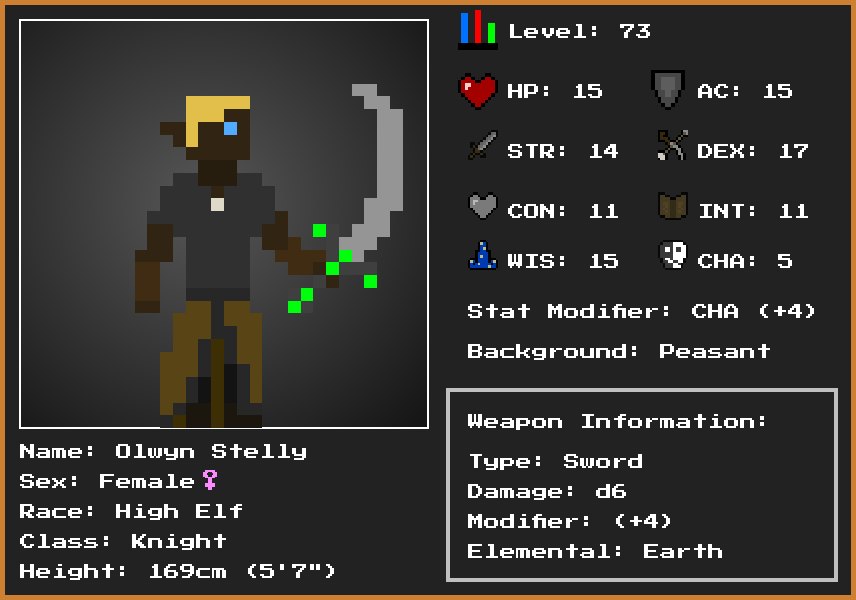 Level: 73
HP: 15
AC: 15
STR: 14
DEX: 17
CON: 11
INT: 11
WIS: 15
CHA: 5
Stat Modifier: CHA (+4)
Background: Peasant
Weapon Information:
Type: Sword
Damage: d6
Modifier: (+4)
Elemental: Earth
Name: Olwyn Stelly
Sex: Female♀
Race: High Elf
Class: Knight
Height: 169cm (5'7")